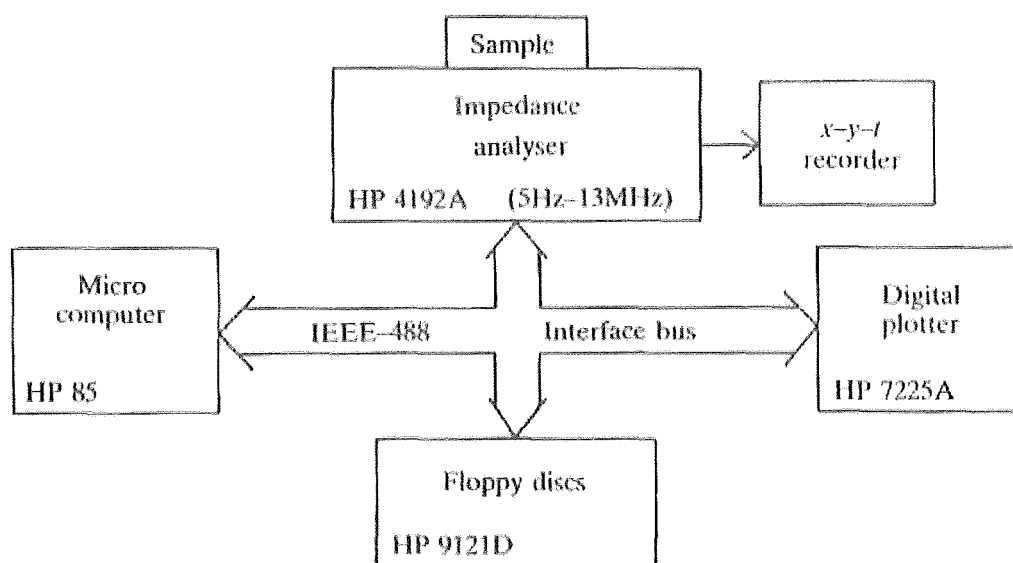 Sample
Impedance
analyser
HP 4192A (5Hz–13MHz)
x–y–t
recorder
Micro
computer
HP 85
IEEE–488 Interface bus
Digital
plotter
HP 7225A
Floppy discs
HP 9121D